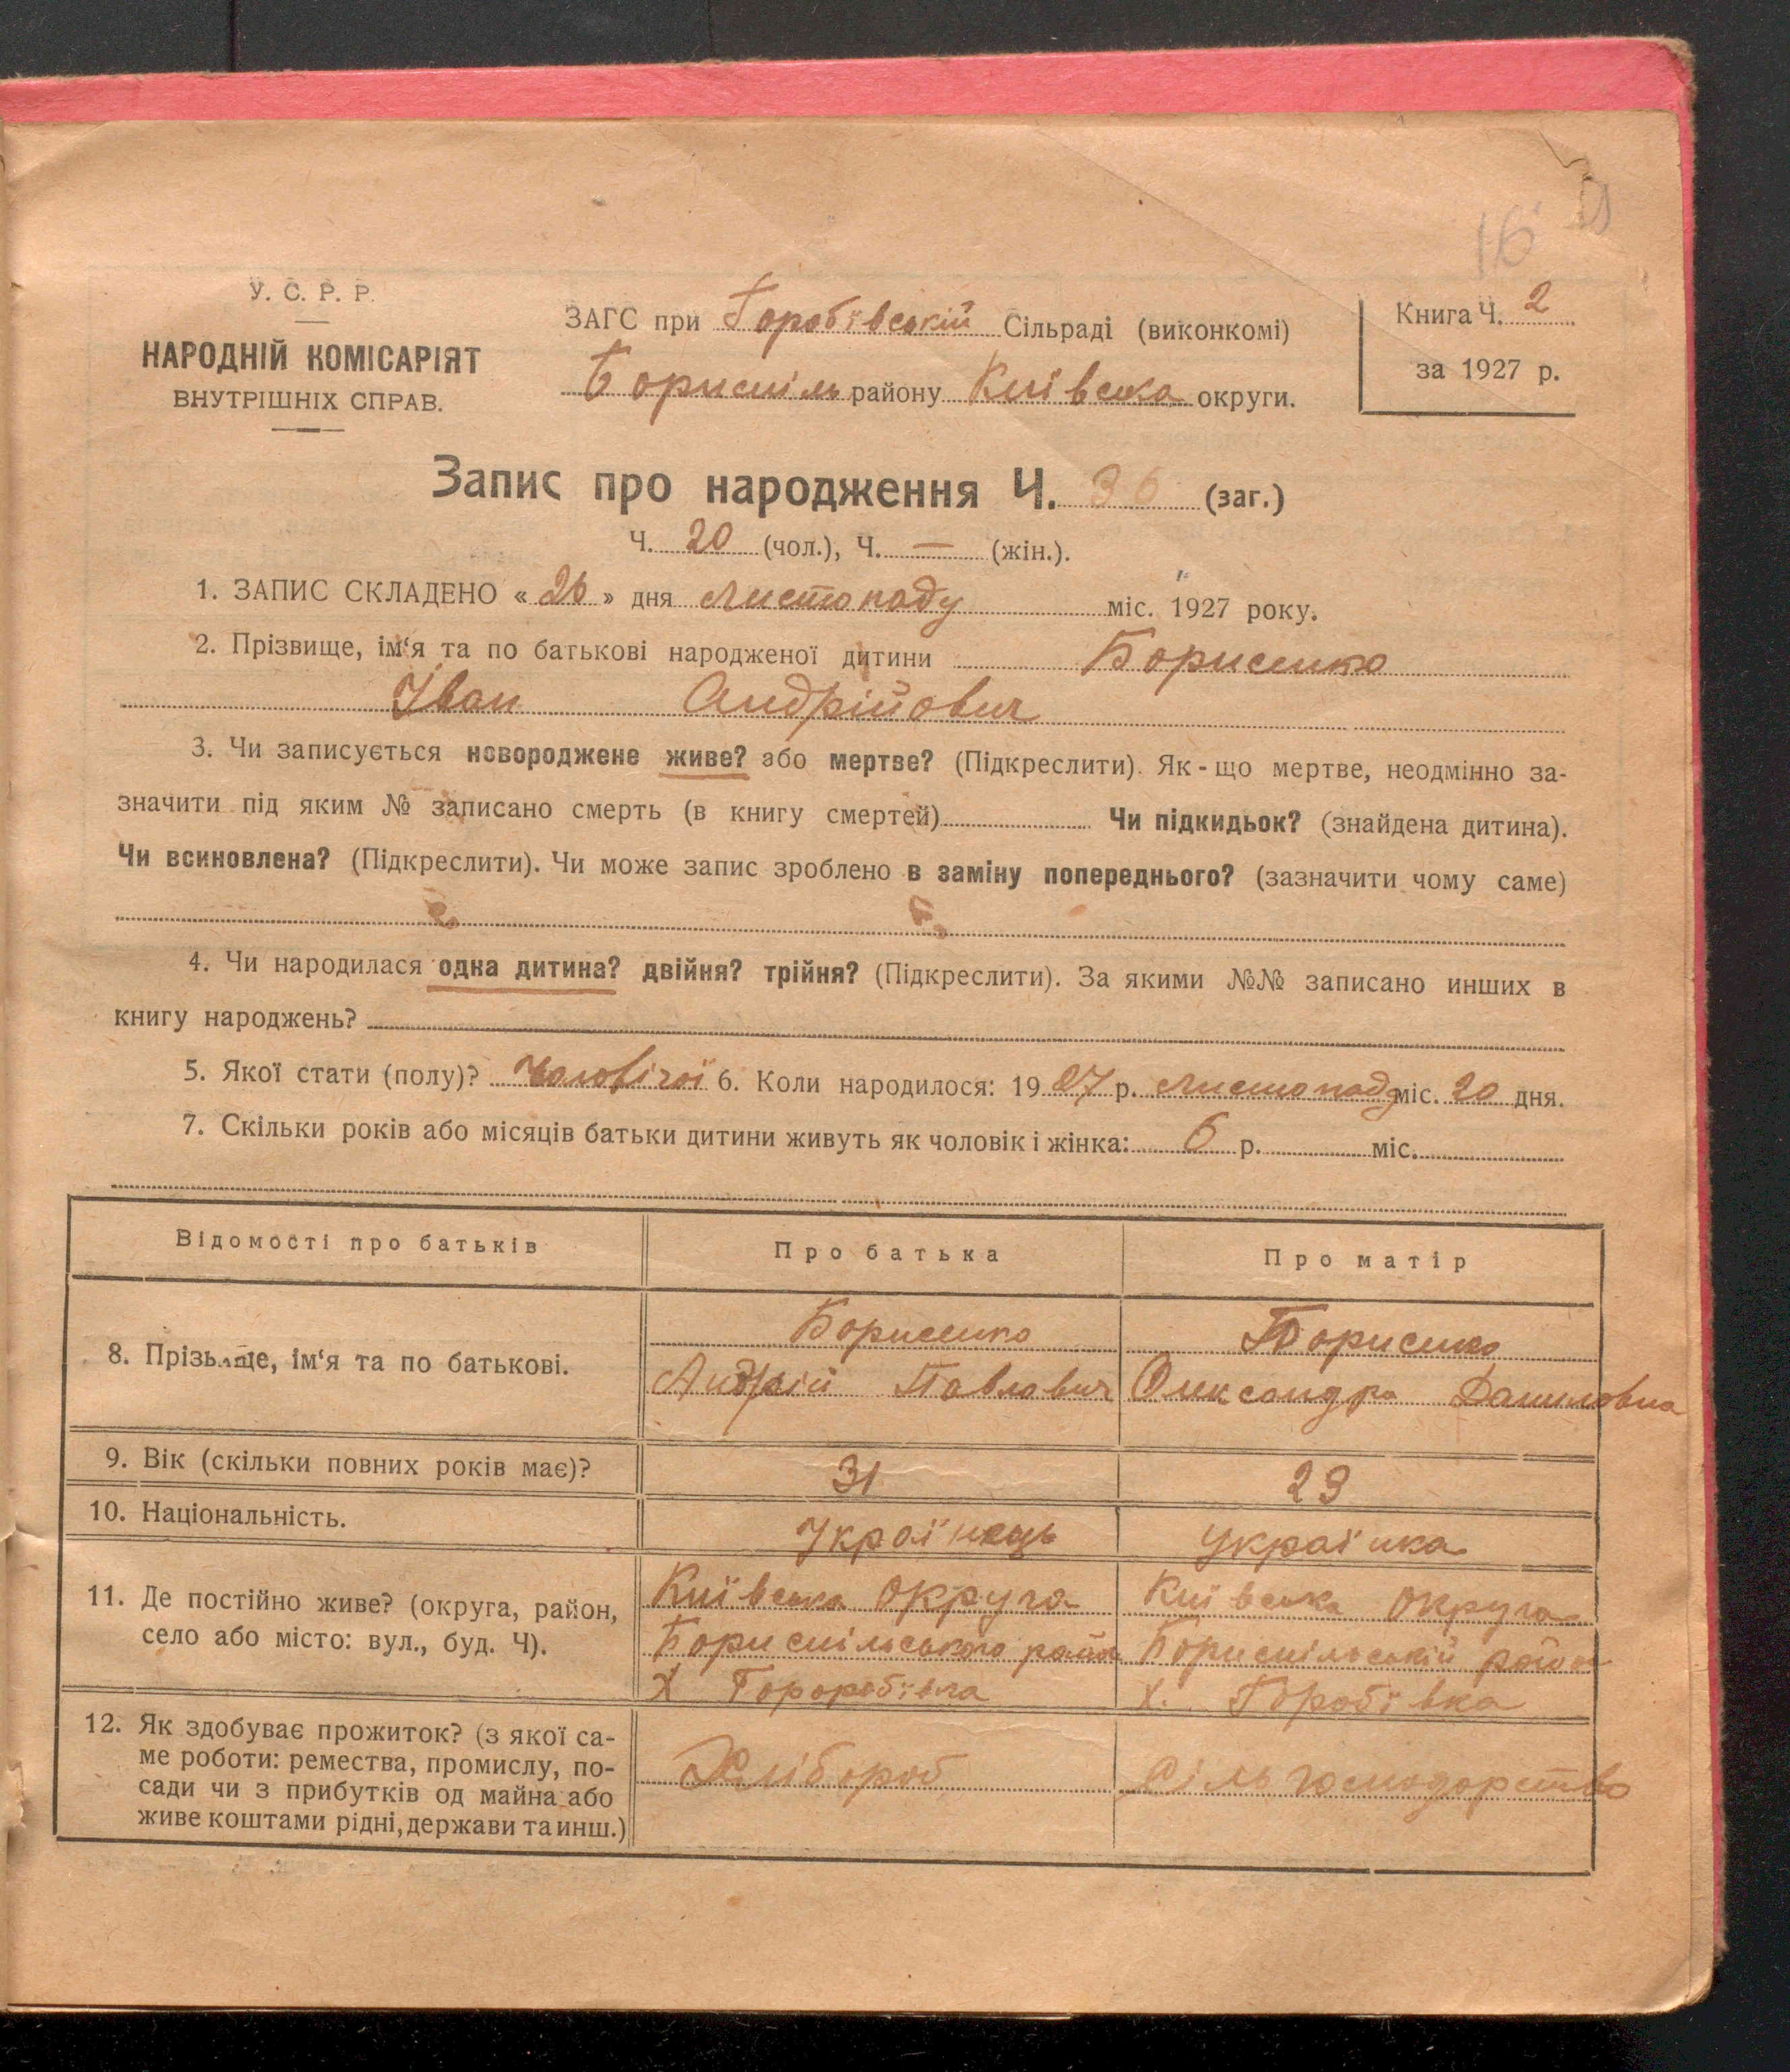 16
У. С. Р. Р.
НАРОДНІЙ КОМІСАРІЯТ
ВНУТРІШНІХ СПРАВ.
ЗАГС при Горобівській Сільраді (виконкомі)
Бориспіль району Київська округи.
Книга Ч. 2
за 1927 р.
Запис про народження Ч. 36 (заг.)
Ч. 20 (чол.), Ч. — (жін.).
1. ЗАПИС СКЛАДЕНО « 26 » дня Листопаду міс. 1927 року.
2. Прізвище, ім‘я та по батькові народженої дитини Борисенко
Іван Андрійович
3. Чи записується новороджене живе? або мертве? (Підкреслити). Як-що мертве, неодмінно за-
значити під яким № записано смерть (в книгу смертей) Чи підкидьок? (знайдена дитина).
Чи всиновлена? (Підкреслити). Чи може запис зроблено в заміну попереднього? (зазначити чому саме)
4. Чи народилася одна дитина? двійня? трійня? (Підкреслити). За якими №№ записано инших в
книгу народжень?
5. Якої стати (полу)? Чоловічої 6. Коли народилося: 1927 р. Листопаду міс. 20 дня.
7. Скільки років або місяців батьки дитини живуть як чоловік і жінка: 6 р. міс.
Відомості про батьків Про батька Про матір
8. Прізвище, ім‘я та по батькові.
Борисенко Борисенко
Андрій Павлович Олександра Даниловна
9. Вік (скільки повних років має)? 31 29
10. Національність. Українець Українка
11. Де постійно живе? (округа, район,
село або місто: вул., буд. Ч).
Київська Округа Київська Округа
Бориспільського район Бориспільській район
Х Гороробівка х. Горобівка
12. Як здобуває прожиток? (з якої са-
ме роботи: ремества, промислу, по-
сади чи з прибутків од майна або
живе коштами рідні, держави та инш.)
Хлібороб Сільгосподорство